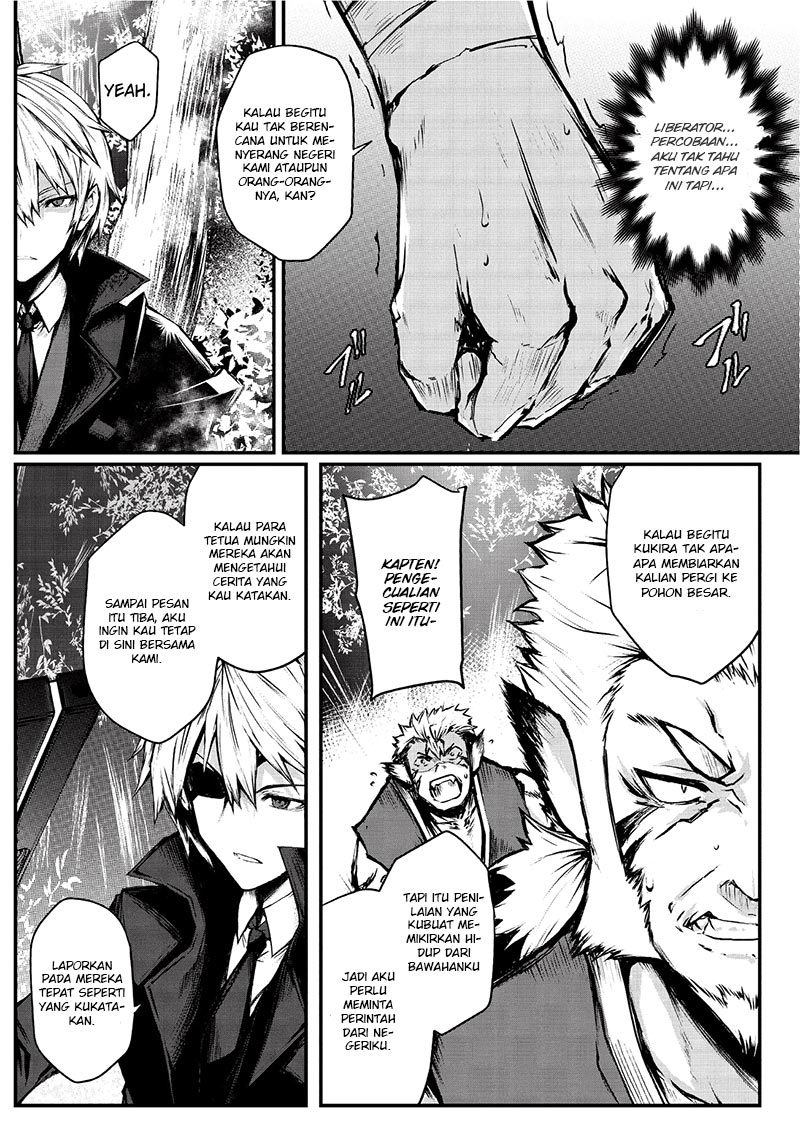 LIBERATOR...
PERCOBAAN...
AKU TAK TAHU
TENTANG APA
INI TAPI...
ブル
ブル
KALAU BEGITU
KAU TAK BEREN-
CANA UNTUK ME-
NYERANG NEGERI
KAMI ATAUPUN
ORANG-ORANG-
NYA, KAN?
YEAH.
KALAU BEGITU
KUKIRA TAK APA-
APA MEMBIARKAN
KALIAN PERGI KE
POHON BESAR.
KAPTEN!
PENGE-
CUALIAN
SEPERTI
INI ITU-
TAPI ITU PENI-
LAIAN YANG
KUBUAT ME-
MIKIRKAN HI-
DUP DARI
BAWAHANKU
JADI AKU
PERLU
MEMINTA
PERINTAH
DARI NE-
GERIKU.
KALAU PARA
TETUA MUNGKIN
MEREKA AKAN
MENGETAHUI
CERITA YANG
KAU KATAKAN.
SAMPAI PESAN
ITU TIBA, AKU
INGIN KAU TETAP
DI SINI BERSAMA
KAMI.
LAPORKAN
PADA MEREKA
TEPAT SEPERTI
YANG KUKATA-
KAN.